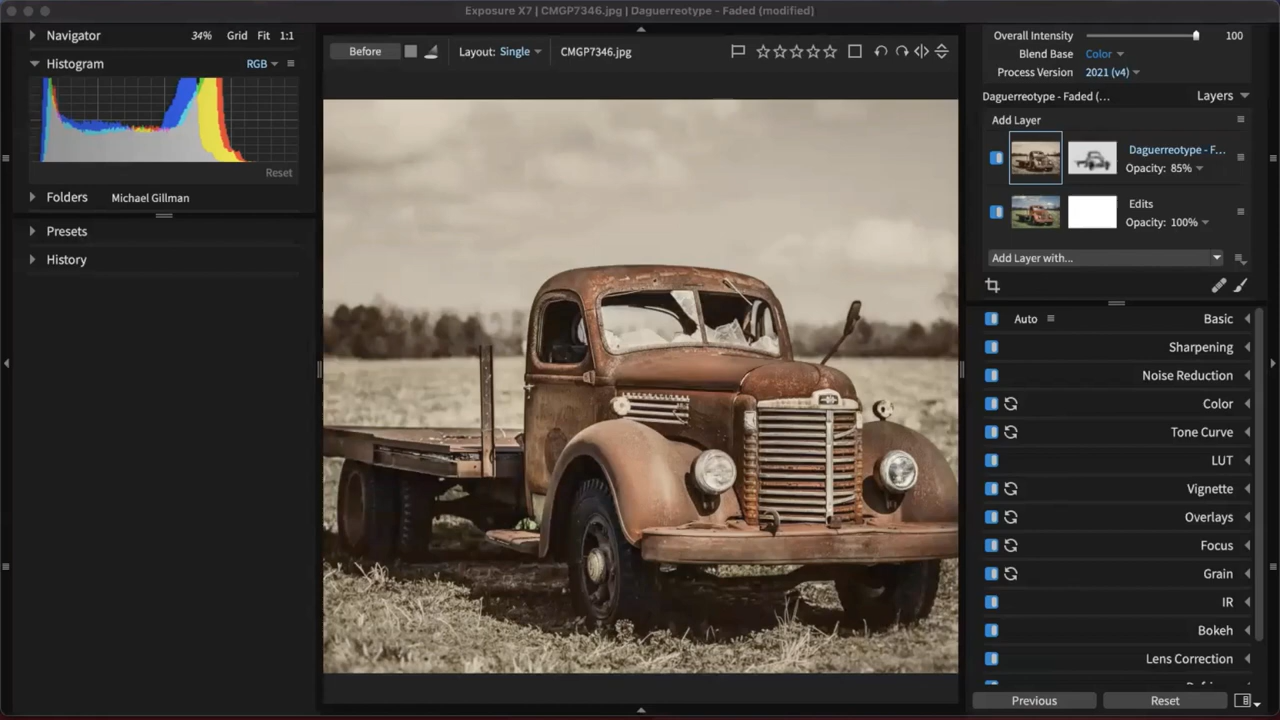 Exposure X7 | CMGP7346.jpg | Daguerreotype - Faded (modified)
Navigator 34% Grid Fit 1:1
Histogram RGB
Reset
Folders Michael Gillman
Presets
History
Before Layout: Single CMGP7346.jpg
Overall Intensity 100
Blend Base Color
Process Version 2021 (v4)
Daguerreotype - Faded (... Layers
Add Layer
Daguerreotype - F...
Opacity: 85%
Edits
Opacity: 100%
Add Layer with...
Auto Basic
Sharpening
Noise Reduction
Color
Tone Curve
LUT
Vignette
Overlays
Focus
Grain
IR
Bokeh
Lens Correction
Previous Reset